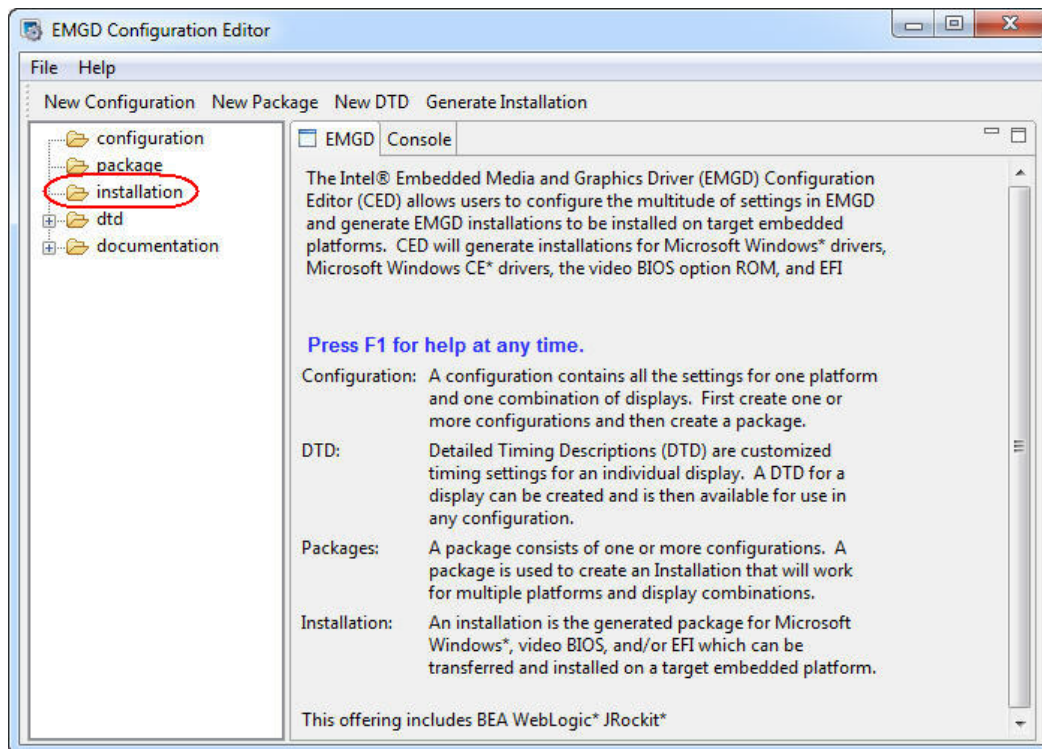 EMGD Configuration Editor
File Help
New Configuration New Package New DTD Generate Installation
configuration
package
installation
dtd
documentation
EMGD Console
The Intel® Embedded Media and Graphics Driver (EMGD) Configuration
Editor (CED) allows users to configure the multitude of settings in EMGD
and generate EMGD installations to be installed on target embedded
platforms. CED will generate installations for Microsoft Windows* drivers,
Microsoft Windows CE* drivers, the video BIOS option ROM, and EFI
Press F1 for help at any time.
Configuration: A configuration contains all the settings for one platform
and one combination of displays. First create one or
more configurations and then create a package.
DTD: Detailed Timing Descriptions (DTD) are customized
timing settings for an individual display. A DTD for a
display can be created and is then available for use in
any configuration.
Packages: A package consists of one or more configurations. A
package is used to create an Installation that will work
for multiple platforms and display combinations.
Installation: An installation is the generated package for Microsoft
Windows*, video BIOS, and/or EFI which can be
transferred and installed on a target embedded platform.
This offering includes BEA WebLogic* JRockit*